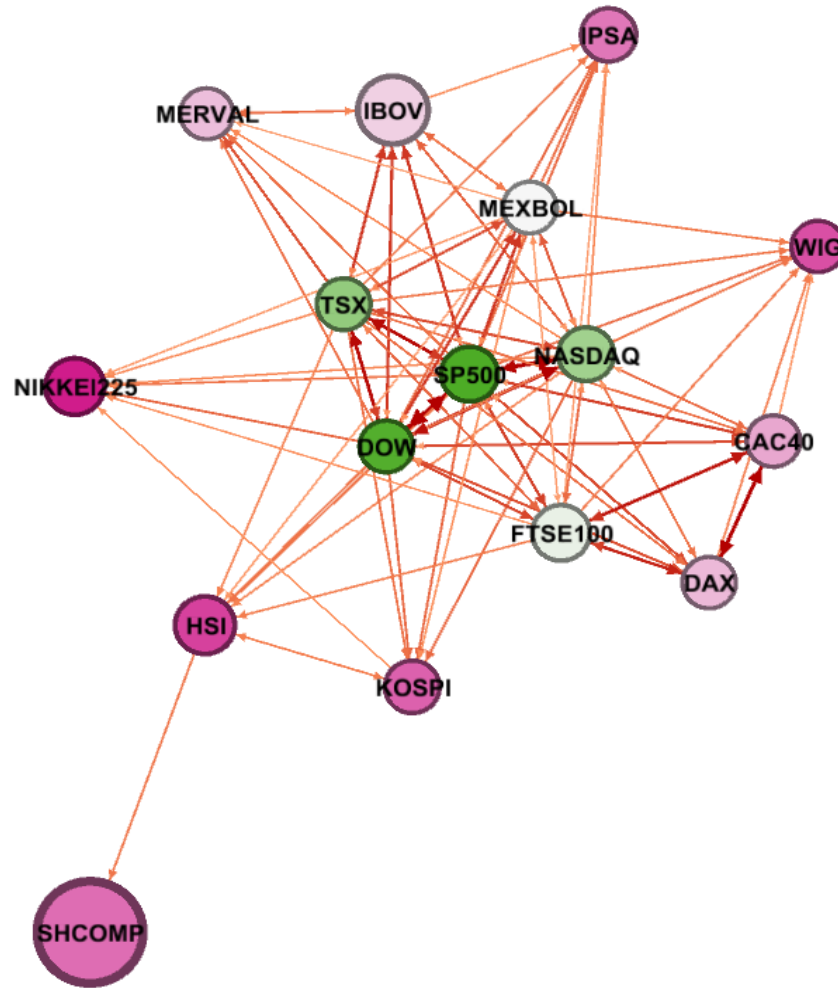 IPSA
MERVAL
IBOV
MEXBOL
WIG
TSX
NASDAQ
SP500
NIKKEI225
DOW
CAC40
FTSE100
DAX
HSI
KOSPI
SHCOMP